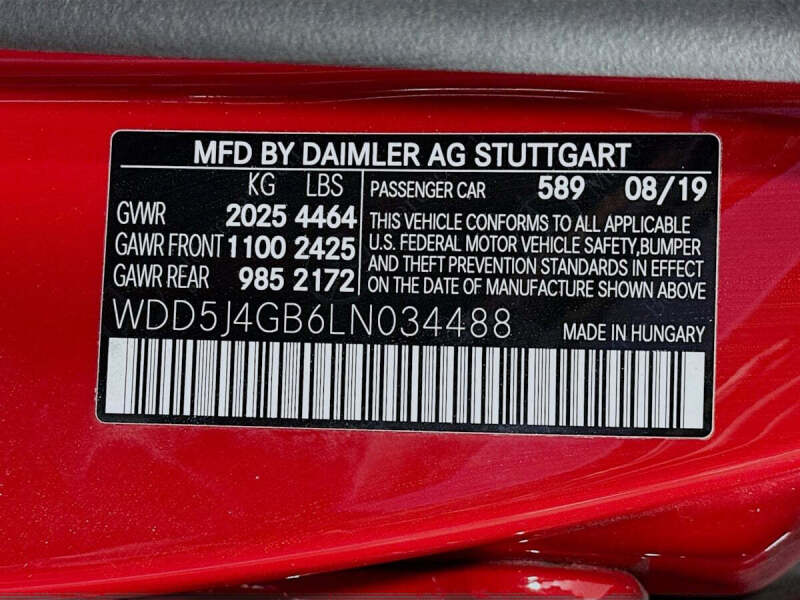 MFD BY DAIMLER AG STUTTGART
KG LBS
GVWR 2025 4464
GAWR FRONT 1100 2425
GAWR REAR 985 2172
PASSENGER CAR 589 08/19
THIS VEHICLE CONFORMS TO ALL APPLICABLE
U.S. FEDERAL MOTOR VEHICLE SAFETY,BUMPER
AND THEFT PREVENTION STANDARDS IN EFFECT
ON THE DATE OF MANUFACTURE SHOWN ABOVE
WDD5J4GB6LN034488
MADE IN HUNGARY